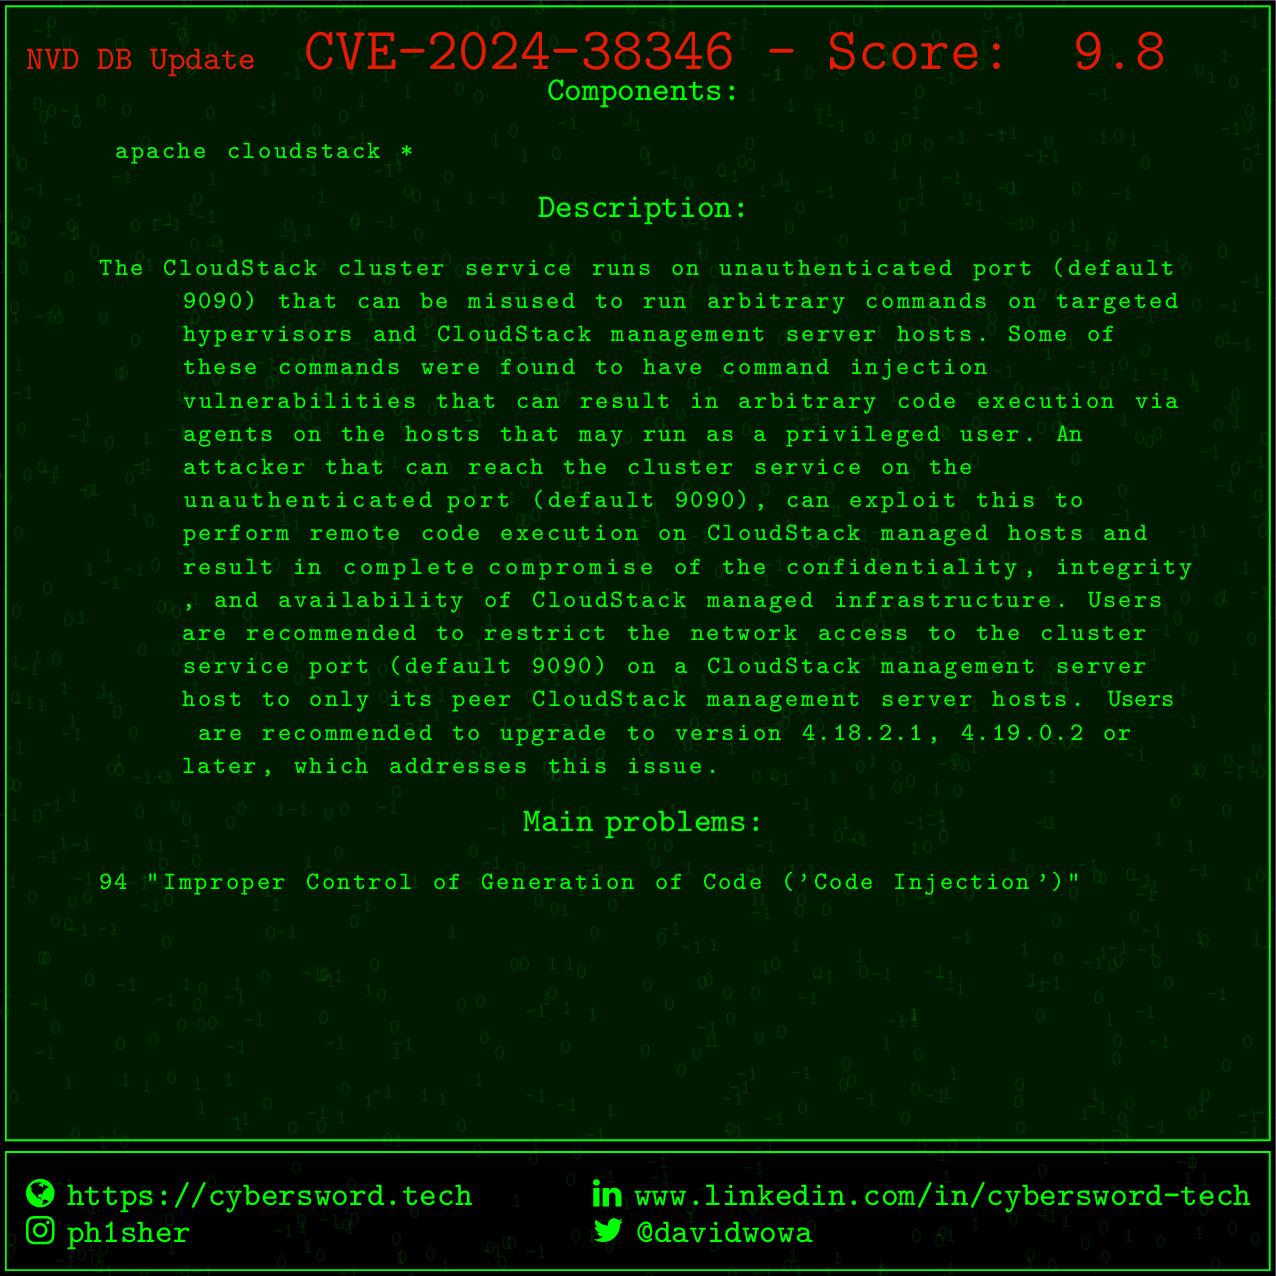 NVD DB Update CVE-2024-38346 - Score: 9.8
Components:
apache cloudstack *
Description:
The CloudStack cluster service runs on unauthenticated port (default
9090) that can be misused to run arbitrary commands on targeted
hypervisors and CloudStack management server hosts. Some of
these commands were found to have command injection
vulnerabilities that can result in arbitrary code execution via
agents on the hosts that may run as a privileged user. An
attacker that can reach the cluster service on the
unauthenticated port (default 9090), can exploit this to
perform remote code execution on CloudStack managed hosts and
result in complete compromise of the confidentiality, integrity
, and availability of CloudStack managed infrastructure. Users
are recommended to restrict the network access to the cluster
service port (default 9090) on a CloudStack management server
host to only its peer CloudStack management server hosts. Users
are recommended to upgrade to version 4.18.2.1, 4.19.0.2 or
later, which addresses this issue.
Main problems:
94 "Improper Control of Generation of Code ('Code Injection')"
https://cybersword.tech
www.linkedin.com/in/cybersword-tech
ph1sher
@davidwowa